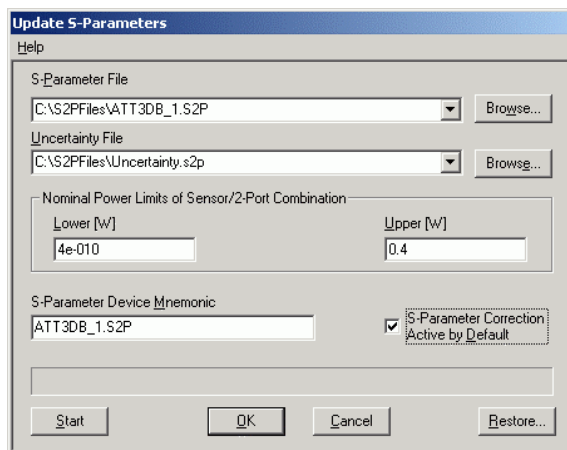 Update S-Parameters
Help
S-Parameter File
C:\S2PFiles\ATT3DB_1.S2P
Browse...
Uncertainty File
C:\S2PFiles\Uncertainty.s2p
Browse...
Nominal Power Limits of Sensor/2-Port Combination
Lower [W]
Upper [W]
4e-010
0.4
S-Parameter Device Mnemonic
ATT3DB_1.S2P
S-Parameter Correction
Active by Default
Start
OK
Cancel
Restore...